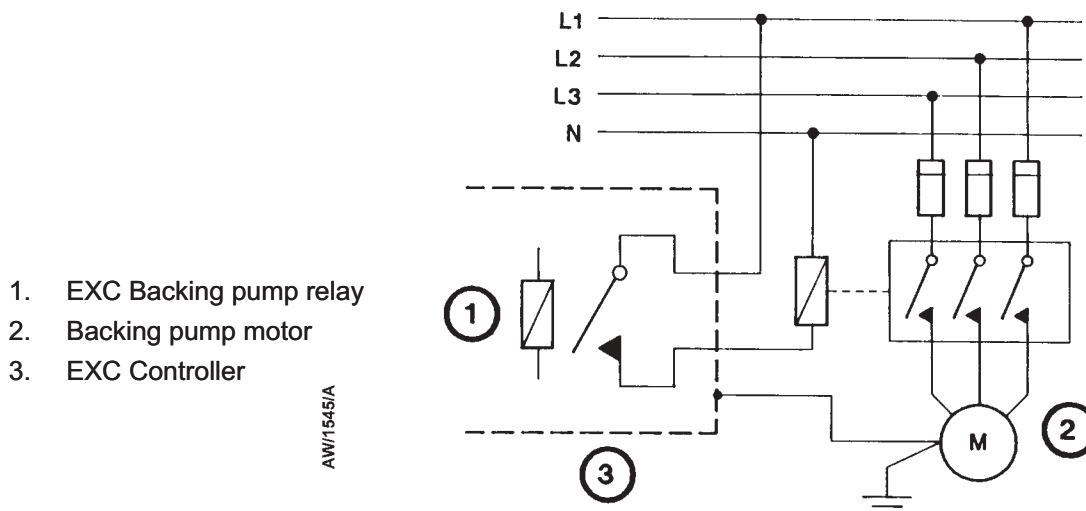 L1
L2
L3
N
1
1. EXC Backing pump relay
2. Backing pump motor
3. EXC Controller
AW/1545/A
M
2
3